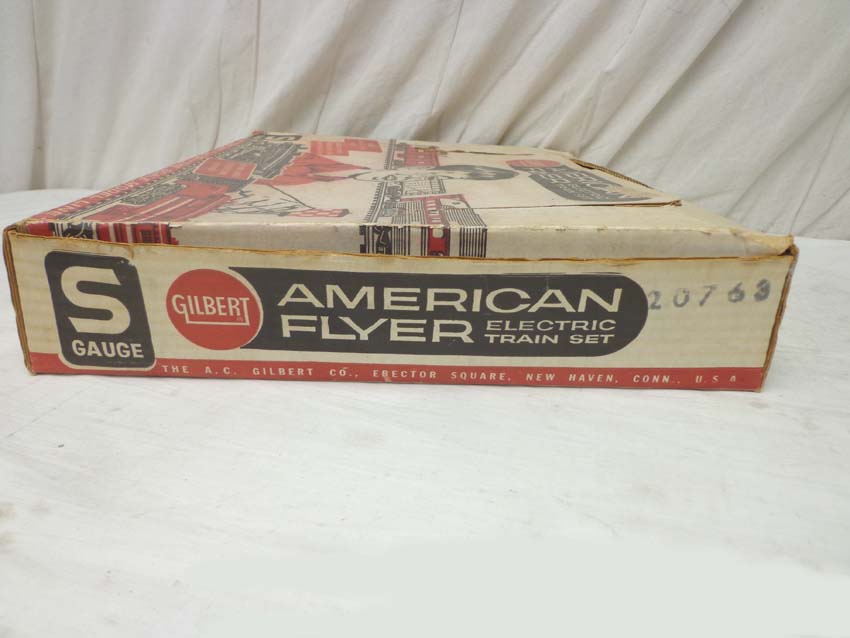 S
GAUGE
GILBERT
AMERICAN
FLYER ELECTRIC
TRAIN SET
20763
THE A.C. GILBERT CO., ERECTOR SQUARE, NEW HAVEN, CONN., U.S.A